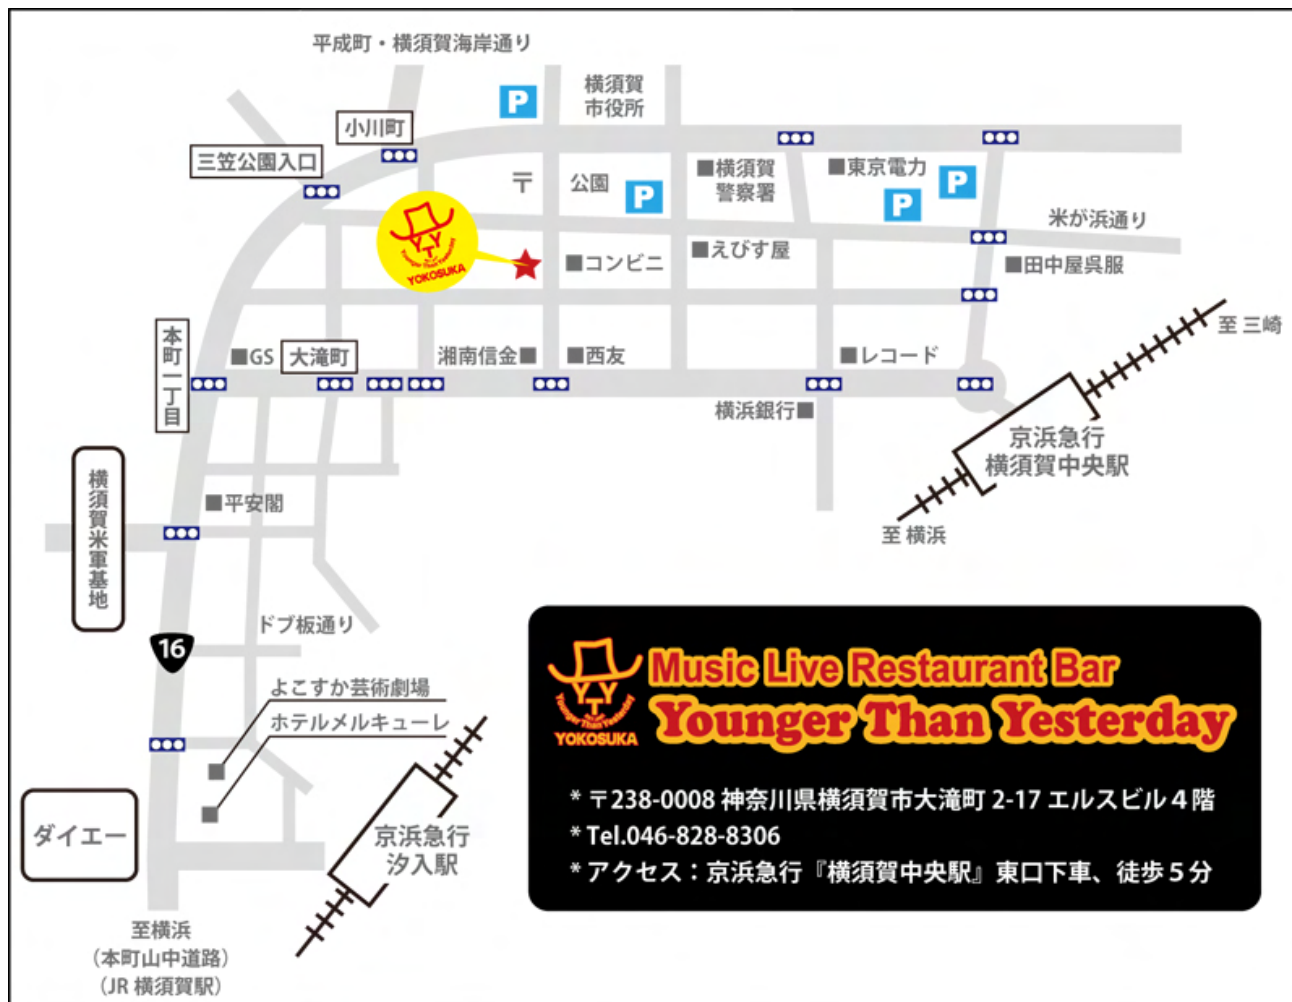 平成町・横須賀海岸通り
P
横須賀
市役所
小川町
三笠公園入口
〒
公園
P
■横須賀
警察署
■東京電力
P
P
米が浜通り
YTY
Younger Than Yesterday
YOKOSUKA
■コンビニ
■えびす屋
■田中屋呉服
至 三崎
本町一丁目
■GS
大滝町
湘南信金■
■西友
■レコード
横浜銀行■
京浜急行
横須賀中央駅
至 横浜
横須賀米軍基地
■平安閣
ドブ板通り
16
よこすか芸術劇場
ホテルメルキューレ
ダイエー
京浜急行
汐入駅
至横浜
（本町山中道路）
（JR 横須賀駅）
YTY
Younger Than Yesterday
YOKOSUKA
Music Live Restaurant Bar
Younger Than Yesterday
* 〒238-0008 神奈川県横須賀市大滝町 2-17 エルスビル 4 階
* Tel.046-828-8306
* アクセス：京浜急行『横須賀中央駅』東口下車、徒歩 5 分